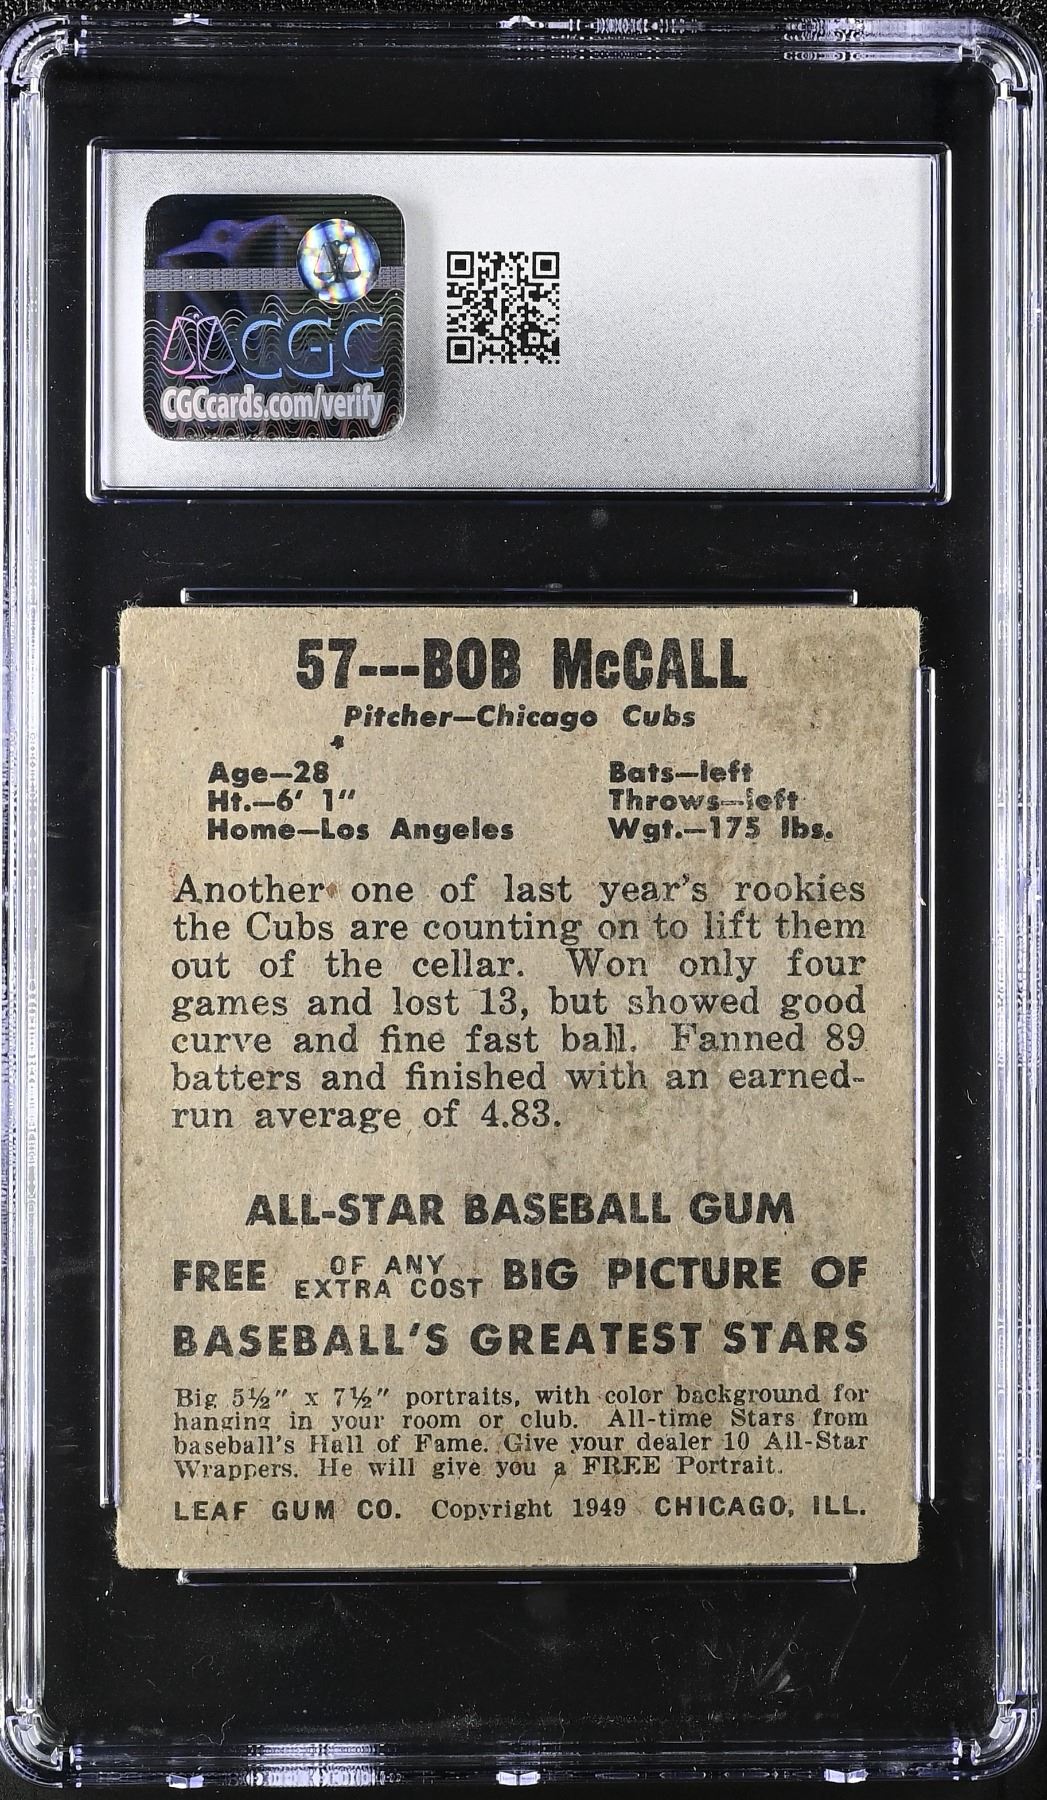 CGC
CGCcards.com/verify
57---BOB McCALL
Pitcher—Chicago Cubs
Age—28 Bats—left
Ht.—6' 1" Throws—left
Home—Los Angeles Wgt.—175 lbs.
Another one of last year's rookies
the Cubs are counting on to lift them
out of the cellar. Won only four
games and lost 13, but showed good
curve and fine fast ball. Fanned 89
batters and finished with an earned-
run average of 4.83.
ALL-STAR BASEBALL GUM
FREE OF ANY EXTRA COST BIG PICTURE OF
BASEBALL'S GREATEST STARS
Big 5½" x 7½" portraits, with color background for
hanging in your room or club. All-time Stars from
baseball's Hall of Fame. Give your dealer 10 All-Star
Wrappers. He will give you a FREE Portrait.
LEAF GUM CO. Copyright 1949 CHICAGO, ILL.